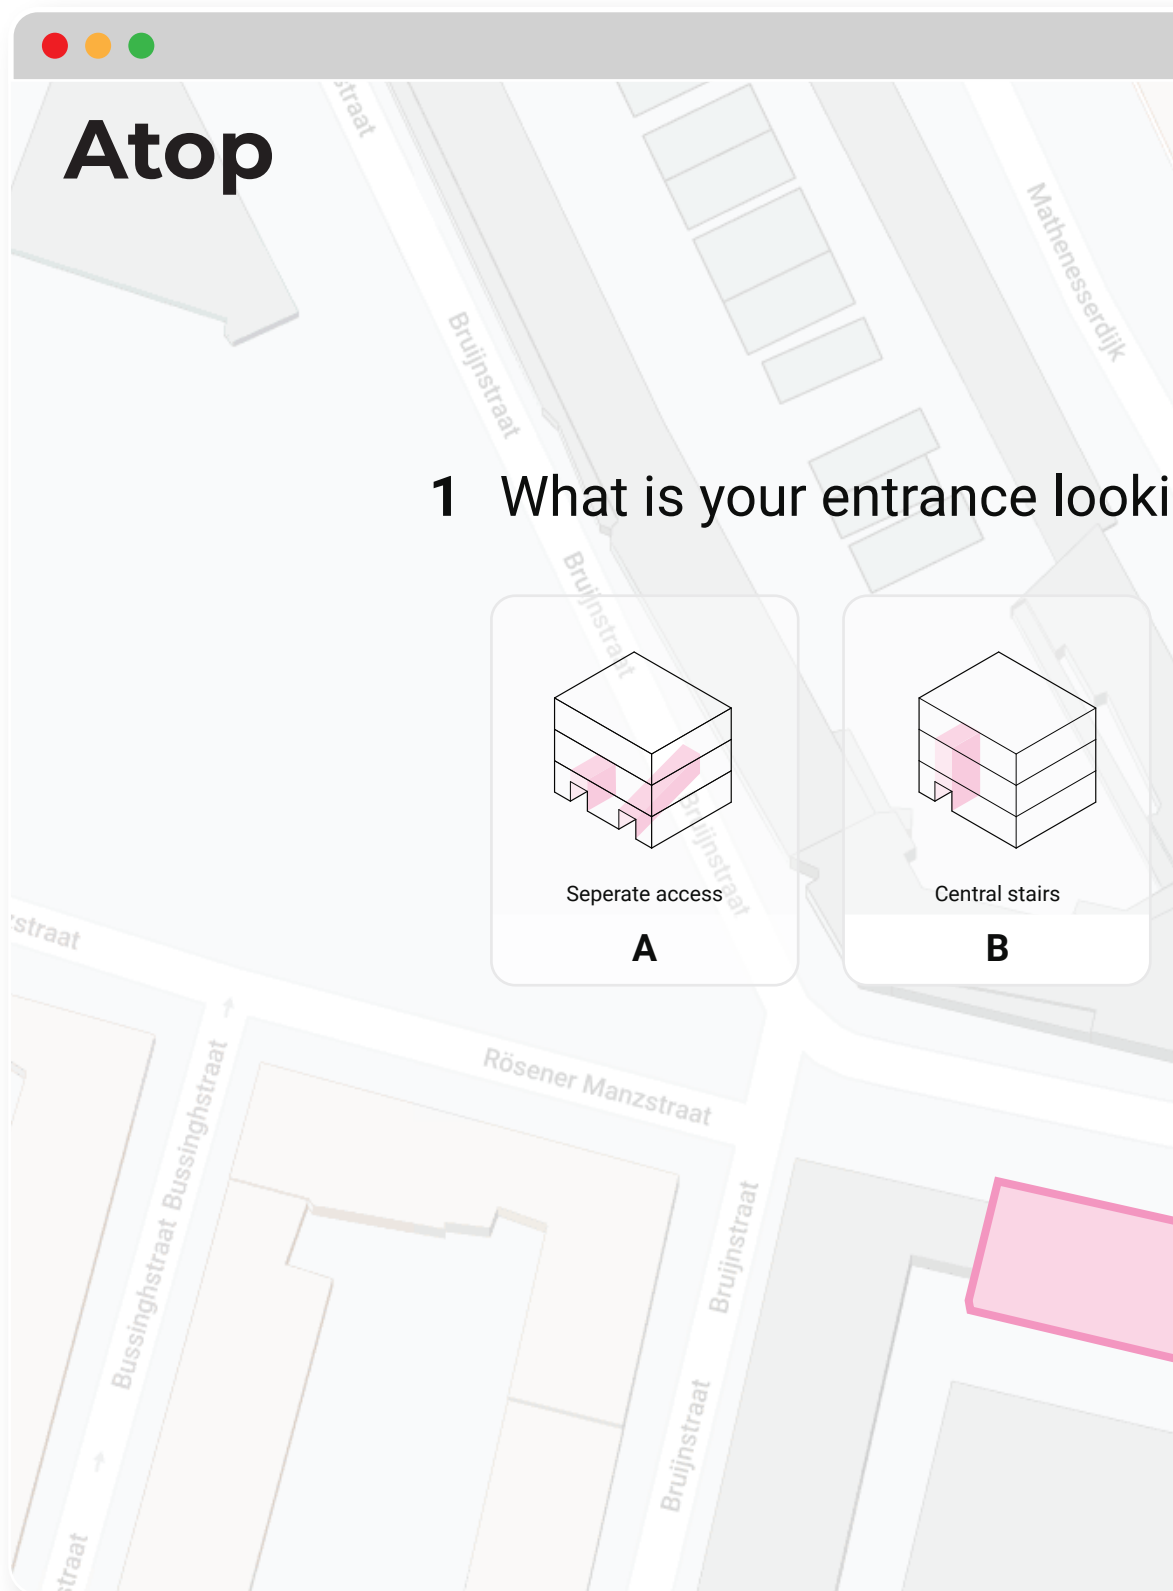 straat
Atop
Mathenesserdijk
Bruijnstraat
1 What is your entrance looki
Bruijnstraat
Bruijnstraat
Seperate access
Central stairs
A
B
straat
Rösener Manzstraat
Bussinghstraat
Bussinghstraat
Bruijnstraat
Bruijnstraat
straat